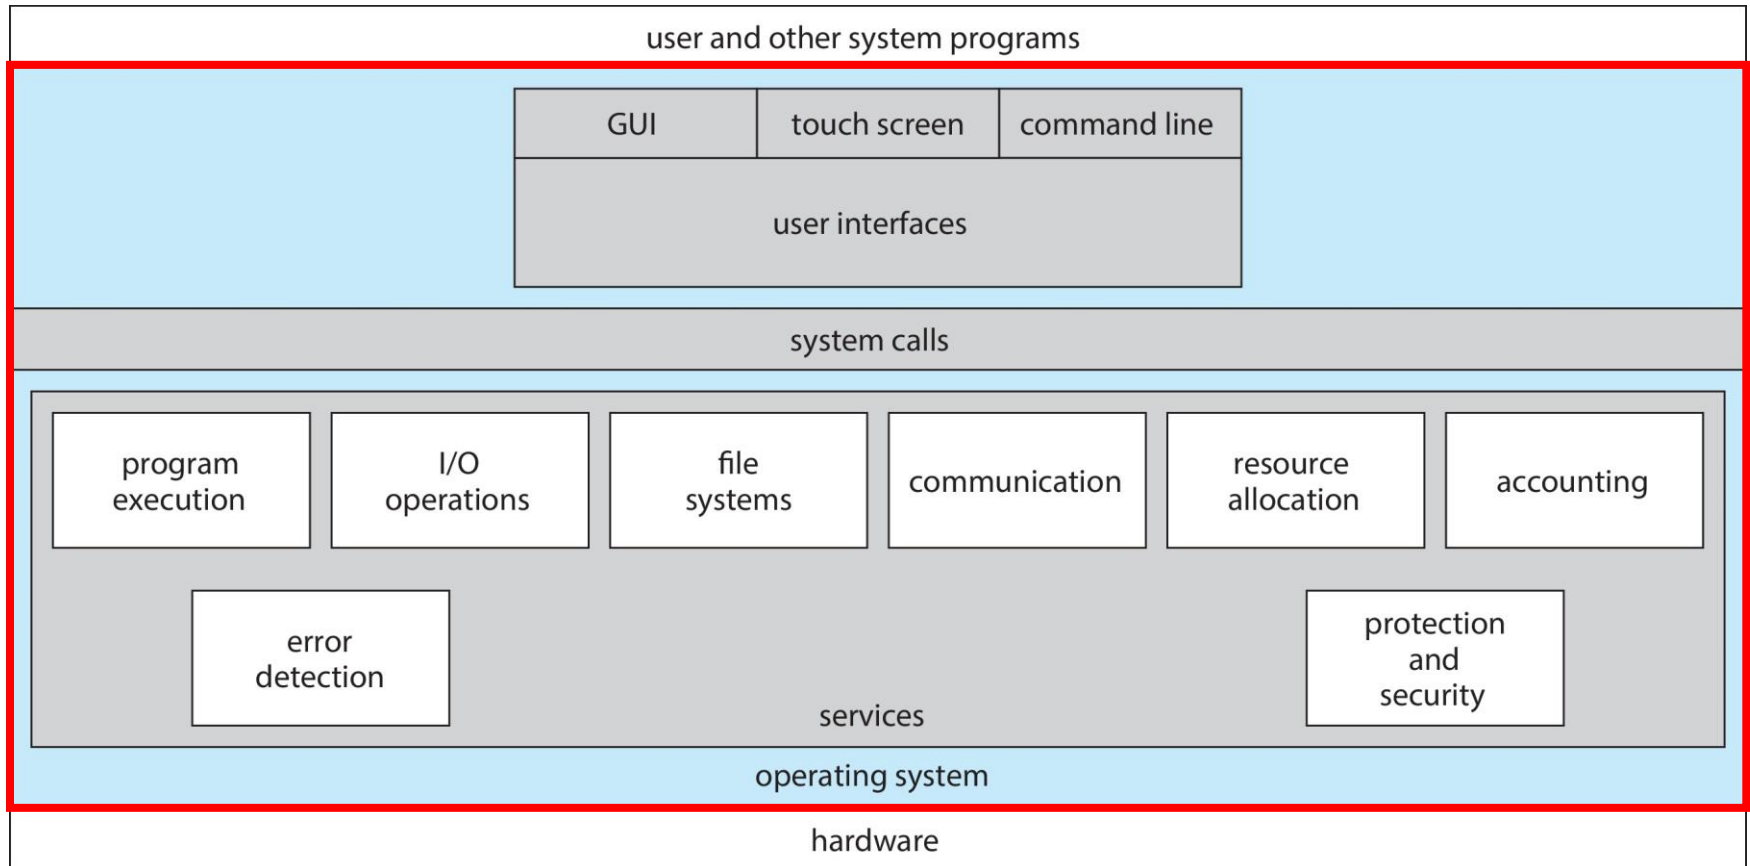 user and other system programs
GUI
touch screen
command line
user interfaces
system calls
program
execution
I/O
operations
file
systems
communication
resource
allocation
accounting
error
detection
protection
and
security
services
operating system
hardware